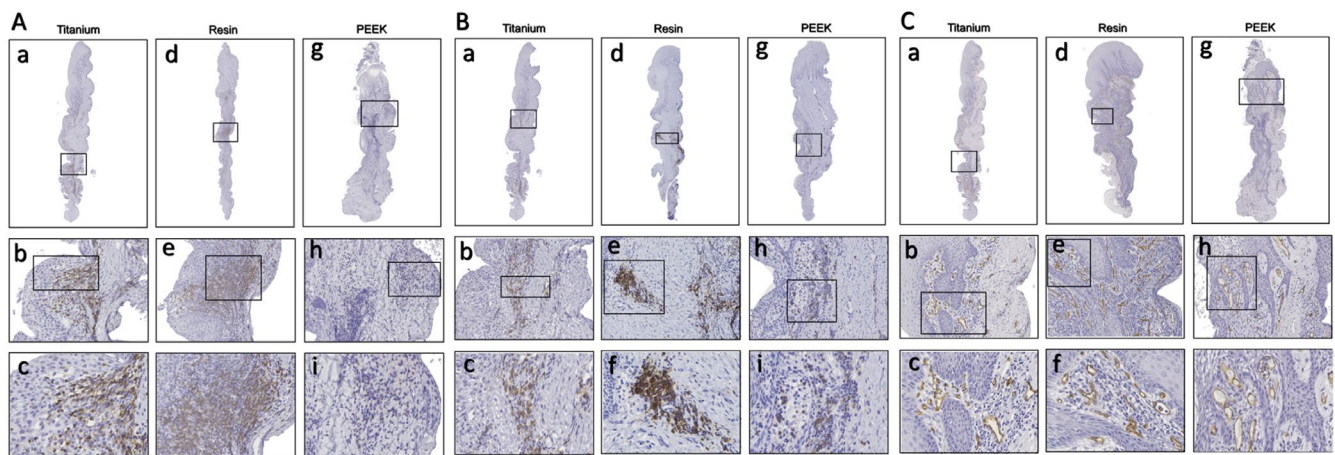 A B C
Titanium Resin PEEK Titanium Resin PEEK Titanium Resin PEEK
a d g a d g a d g
b e h b e h b e h
c i c f i c f